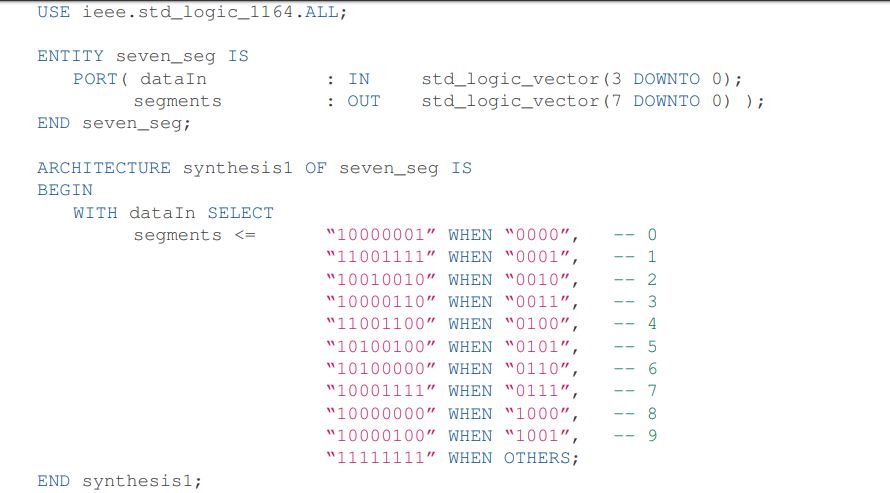 USE ieee.std_logic_1164.ALL;
ENTITY seven_seg IS
PORT( dataIn : IN std_logic_vector(3 DOWNTO 0);
segments : OUT std_logic_vector(7 DOWNTO 0) );
END seven_seg;
ARCHITECTURE synthesis1 OF seven_seg IS
BEGIN
WITH dataIn SELECT
segments <= “10000001” WHEN “0000”, -- 0
“11001111” WHEN “0001”, -- 1
“10010010” WHEN “0010”, -- 2
“10000110” WHEN “0011”, -- 3
“11001100” WHEN “0100”, -- 4
“10100100” WHEN “0101”, -- 5
“10100000” WHEN “0110”, -- 6
“10001111” WHEN “0111”, -- 7
“10000000” WHEN “1000”, -- 8
“10000100” WHEN “1001”, -- 9
“11111111” WHEN OTHERS;
END synthesis1;